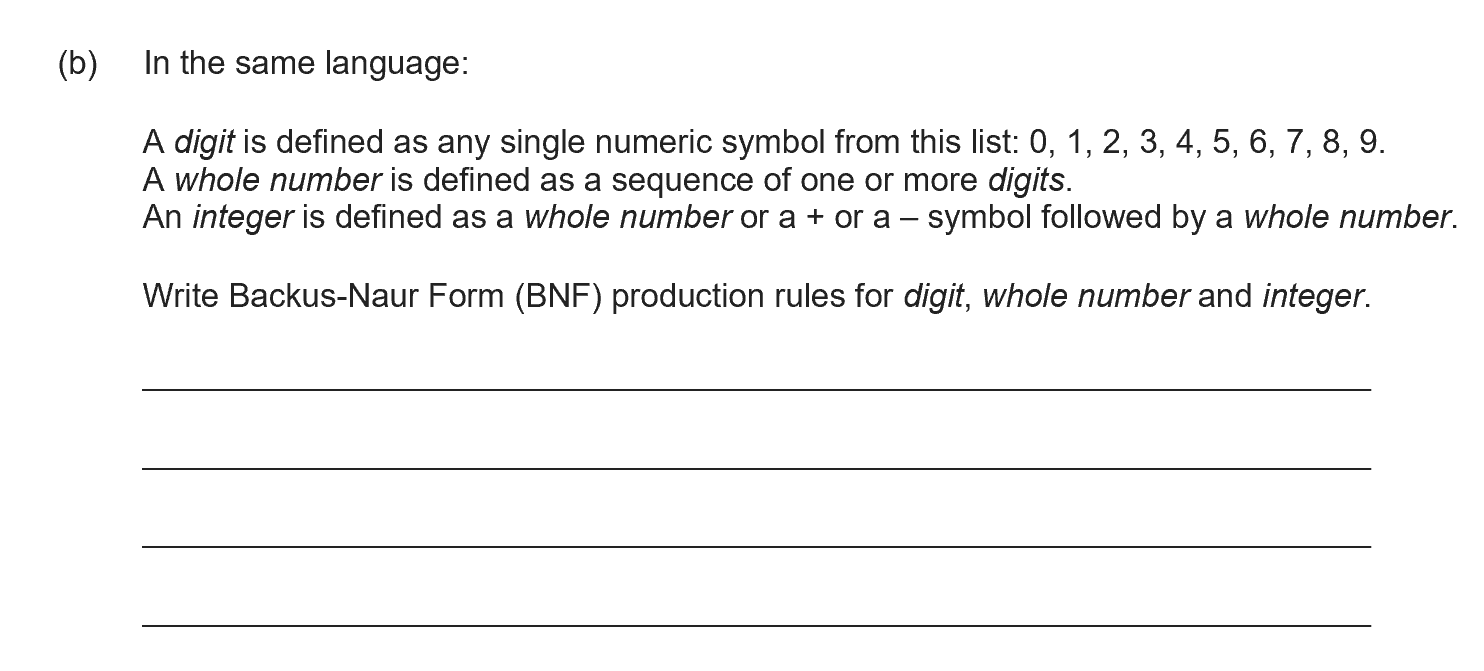 (b) In the same language:
A digit is defined as any single numeric symbol from this list: 0, 1, 2, 3, 4, 5, 6, 7, 8, 9.
A whole number is defined as a sequence of one or more digits.
An integer is defined as a whole number or a + or a – symbol followed by a whole number.
Write Backus-Naur Form (BNF) production rules for digit, whole number and integer.